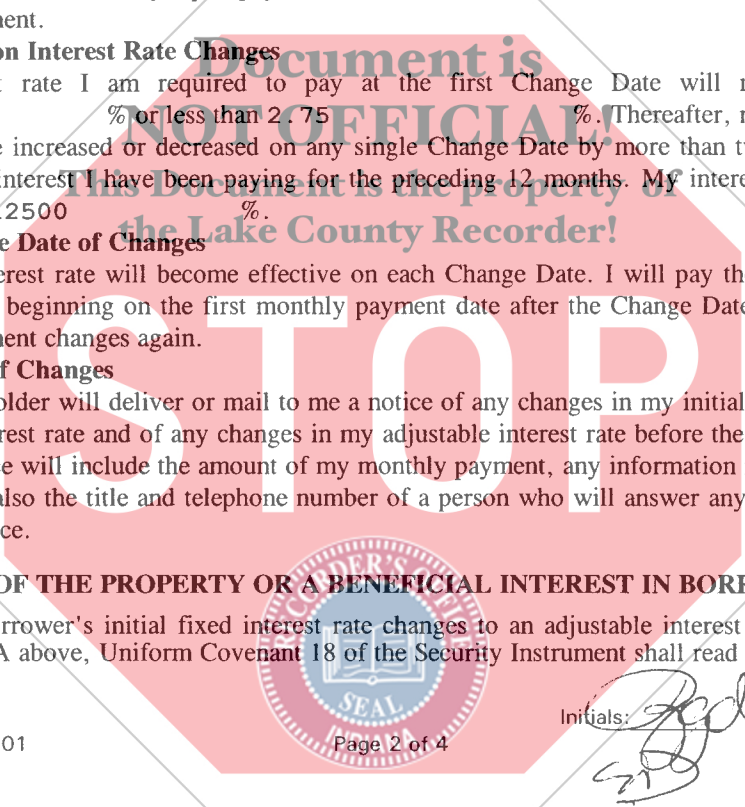 ment.
on Interest Rate Changes
Document is
rate I am required to pay at the first Change Date will
% or less than 2.75 %. Thereafter,
NOT OFFICIAL!
increased or decreased on any single Change Date by more than
interest I have been paying for the preceding 12 months. My
This Document is the property of
2500 %.
the Lake County Recorder!
Date of Changes
erest rate will become effective on each Change Date. I will pay
beginning on the first monthly payment date after the Change Date
ment changes again.
of Changes
older will deliver or mail to me a notice of any changes in my initial
erest rate and of any changes in my adjustable interest rate before the
will include the amount of my monthly payment, any information
also the title and telephone number of a person who will answer any
STOP
OF THE PROPERTY OR A BENEFICIAL INTEREST IN
rrower's initial fixed interest rate changes to an adjustable interest
A above, Uniform Covenant 18 of the Security Instrument shall read
RECORDER'S OFFICE
SEAL
INDIANA
Initials:
01 Page 2 of 4